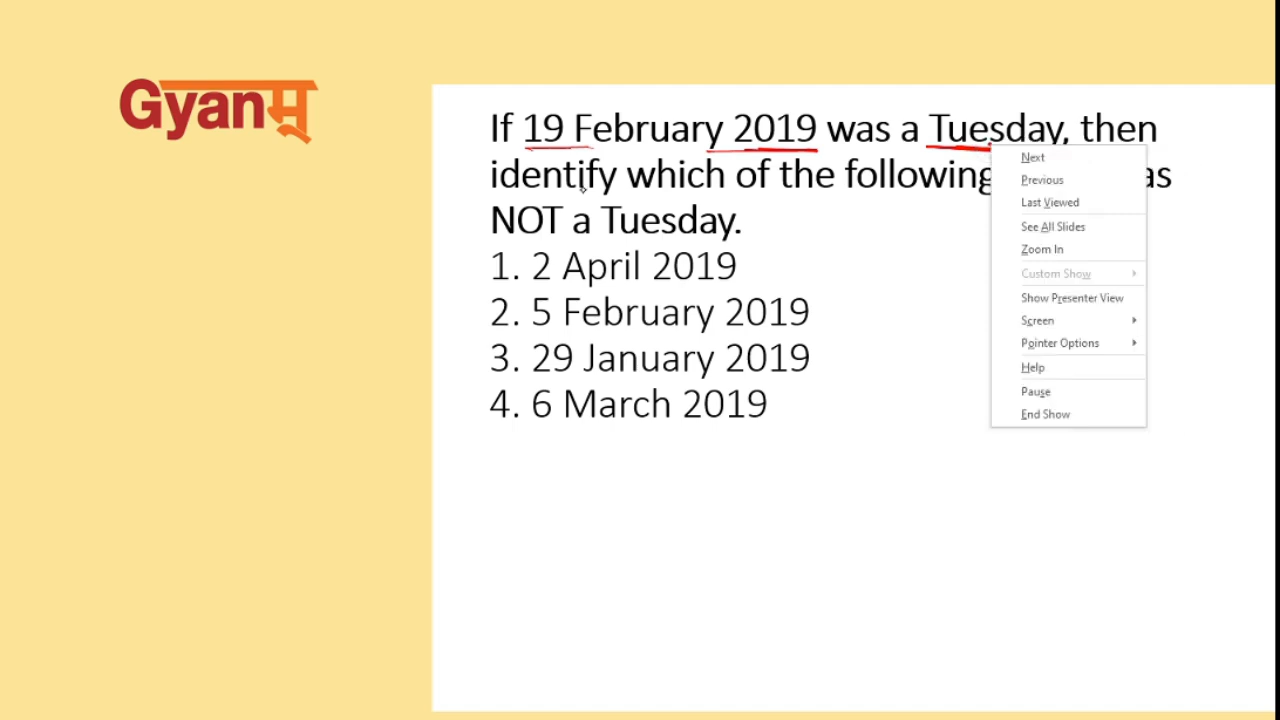 Gyanम्
If 19 February 2019 was a Tuesday, then
identify which of the following as
NOT a Tuesday.
1. 2 April 2019
2. 5 February 2019
3. 29 January 2019
4. 6 March 2019
Next
Previous
Last Viewed
See All Slides
Zoom In
Custom Show
Show Presenter View
Screen
Pointer Options
Help
Pause
End Show